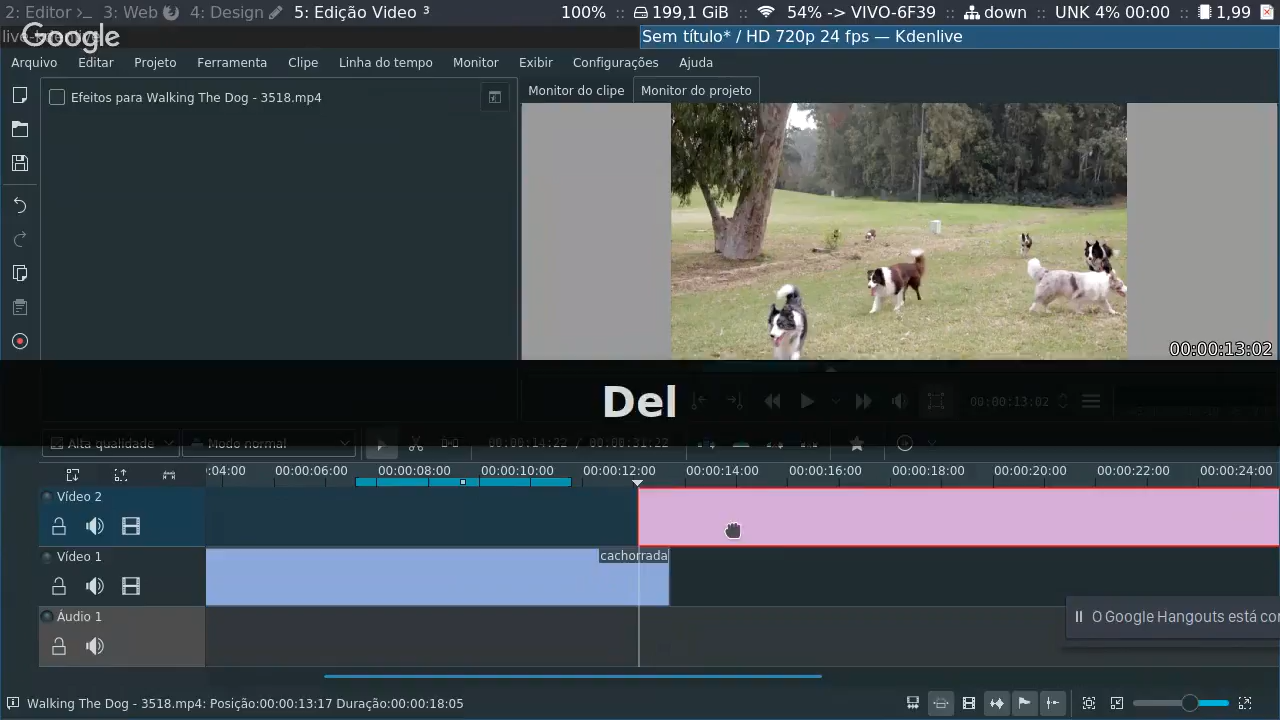 2: Editor 3: Web 4: Design 5: Edição Video ³ 100% :: 199,1 GiB :: 54% -> VIVO-6F39 :: down :: UNK 4% 00:00 :: 1,99
Google
Sem título* / HD 720p 24 fps — Kdenlive
Arquivo Editar Projeto Ferramenta Clipe Linha do tempo Monitor Exibir Configurações Ajuda
Efeitos para Walking The Dog - 3518.mp4
Monitor do clipe Monitor do projeto
00:00:13:02
Del
00:00:13:02
Alta qualidade Modo normal 00:00:14:22 / 00:00:31:22
:04:00 00:00:06:00 00:00:08:00 00:00:10:00 00:00:12:00 00:00:14:00 00:00:16:00 00:00:18:00 00:00:20:00 00:00:22:00 00:00:24:00
Vídeo 2
Vídeo 1
cachorrada
Áudio 1
O Google Hangouts está co
Walking The Dog - 3518.mp4: Posição:00:00:13:17 Duração:00:00:18:05